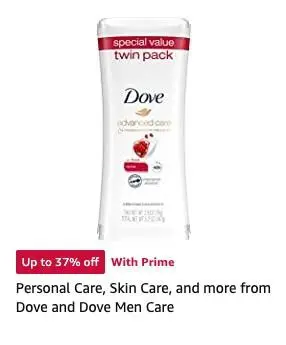 special value
twin pack
Dove
advanced care
Up to 37% off With Prime
Personal Care, Skin Care, and more from
Dove and Dove Men Care